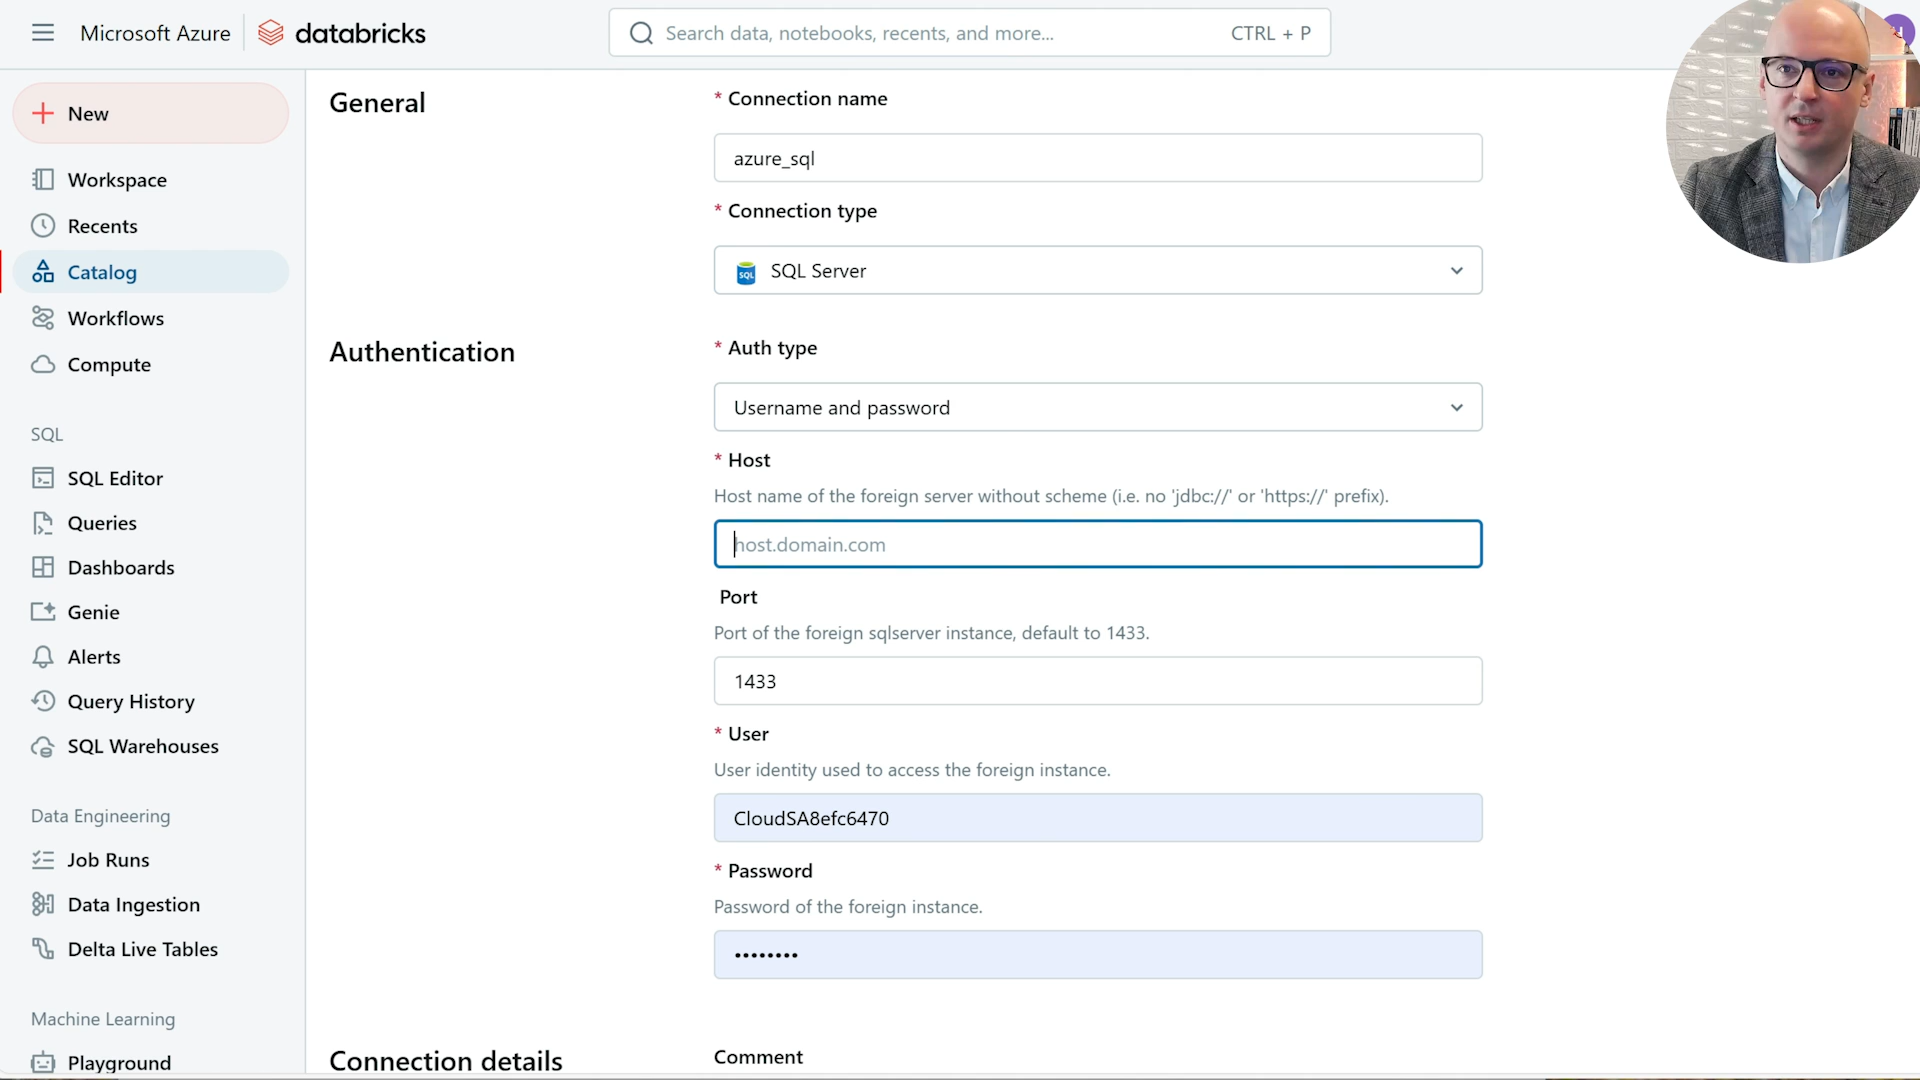 Microsoft Azure
databricks
Search data, notebooks, recents, and more...
CTRL + P
New
Workspace
Recents
Catalog
Workflows
Compute
SQL
SQL Editor
Queries
Dashboards
Genie
Alerts
Query History
SQL Warehouses
Data Engineering
Job Runs
Data Ingestion
Delta Live Tables
Machine Learning
Playground
General
* Connection name
azure_sql
* Connection type
SQL
SQL Server
Authentication
* Auth type
Username and password
* Host
Host name of the foreign server without scheme (i.e. no 'jdbc://' or 'https://' prefix).
host.domain.com
Port
Port of the foreign sqlserver instance, default to 1433.
1433
* User
User identity used to access the foreign instance.
CloudSA8efc6470
* Password
Password of the foreign instance.
••••••••
Connection details
Comment